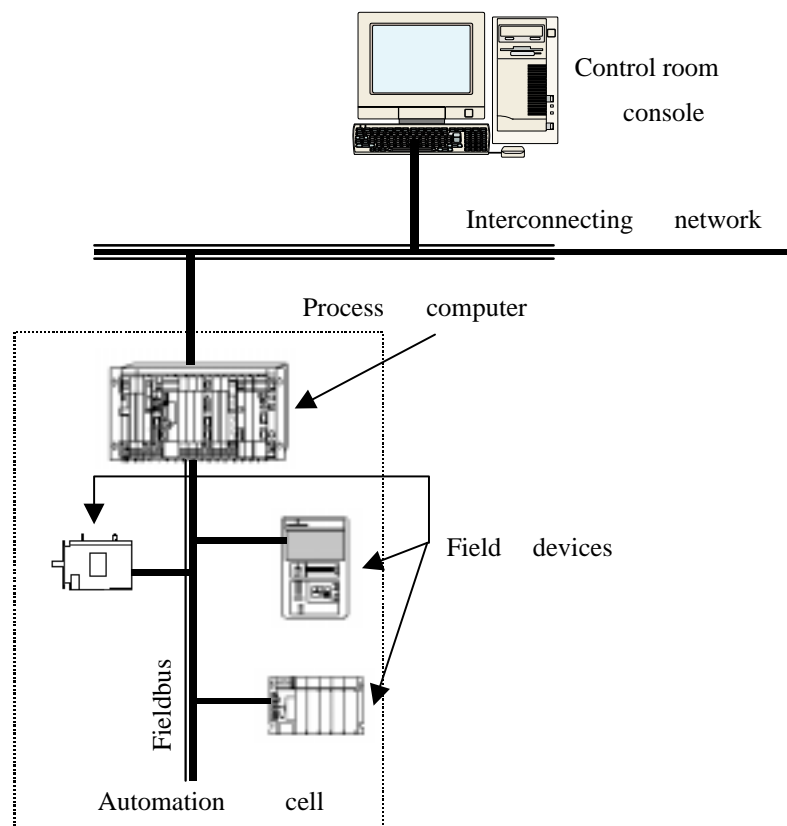 Control room
console
Interconnecting network
Process computer
Field devices
Fieldbus
Automation cell